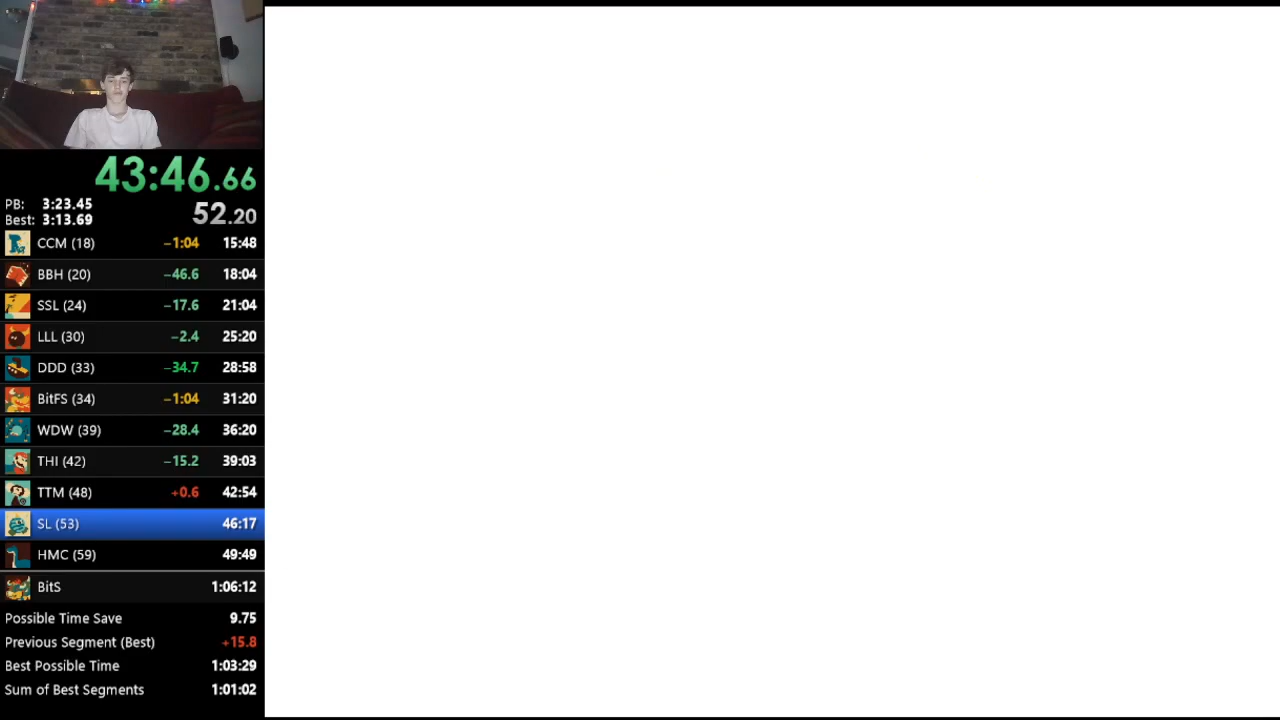 43:46.66
PB: 3:23.45
Best: 3:13.69
52.20
CCM (18) −1:04 15:48
BBH (20) −46.6 18:04
SSL (24) −17.6 21:04
LLL (30) −2.4 25:20
DDD (33) −34.7 28:58
BitFS (34) −1:04 31:20
WDW (39) −28.4 36:20
THI (42) −15.2 39:03
TTM (48) +0.6 42:54
SL (53) 46:17
HMC (59) 49:49
BitS 1:06:12
Possible Time Save 9.75
Previous Segment (Best) +15.8
Best Possible Time 1:03:29
Sum of Best Segments 1:01:02